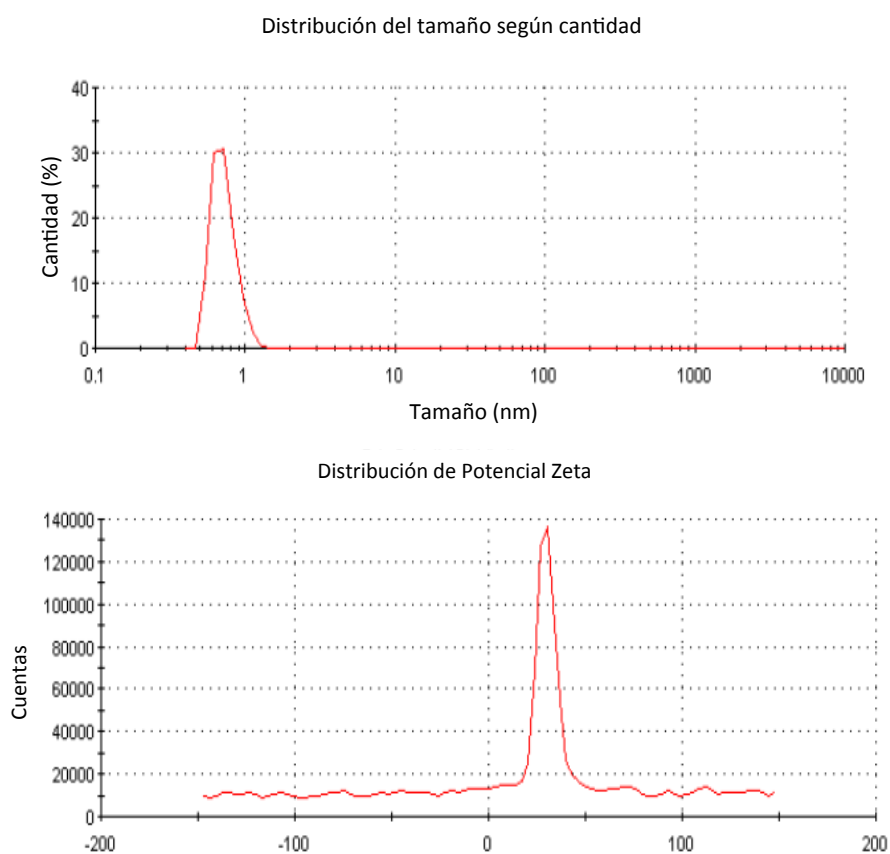 Distribución del tamaño según cantidad
40
30
20
10
0
Cantidad (%)
0.1 1 10 100 1000 10000
Tamaño (nm)
Distribución de Potencial Zeta
140000
120000
100000
80000
60000
40000
20000
0
Cuentas
-200 -100 0 100 200